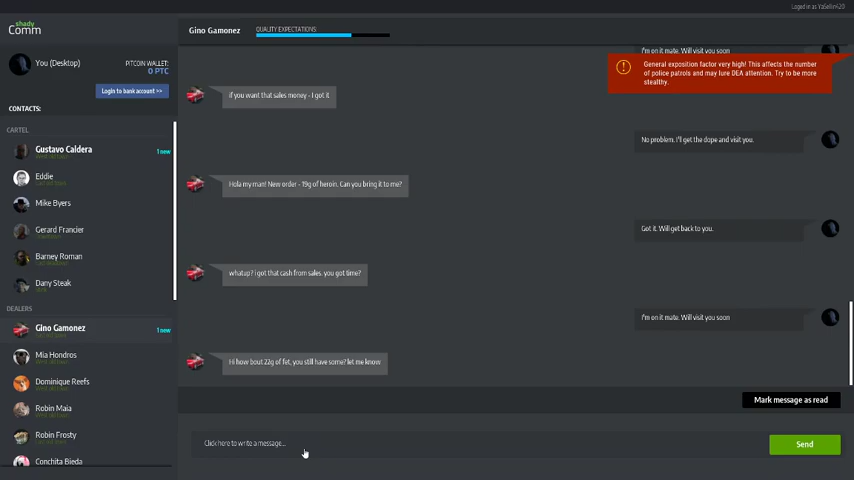 Logged in as YaSellin420
shady
Comm
You (Desktop)
PITCOIN WALLET:
0 PTC
Login to bank account >>
CONTACTS:
CARTEL
Gustavo Caldera
1 new
Eddie
Mike Byers
Gerard Francier
Barney Roman
Dany Steak
DEALERS
Gino Gamonez
1 new
Mia Hondros
Dominique Reefs
Robin Maia
Robin Frosty
Conchita Bieda
Gino Gamonez
QUALITY EXPECTATIONS:
I'm on it mate. Will visit you soon
General exposition factor very high! This affects the number
of police patrols and may lure DEA attention. Try to be more
stealthy.
if you want that sales money - I got it
No problem. I'll get the dope and visit you.
Hola my man! New order - 19g of heroin. Can you bring it to me?
Got it. Will get back to you.
whatup? i got that cash from sales. you got time?
I'm on it mate. Will visit you soon
Hi how bout 22g of fet, you still have some? let me know
Mark message as read
Click here to write a message...
Send